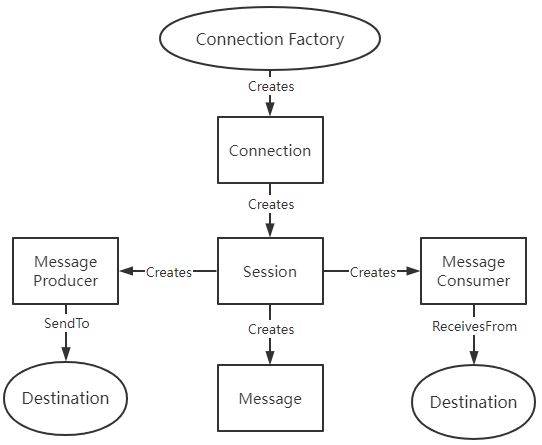 Connection Factory
Creates
Connection
Creates
Message
Producer
Creates
Session
Creates
Message
Consumer
SendTo
Creates
ReceivesFrom
Destination
Message
Destination